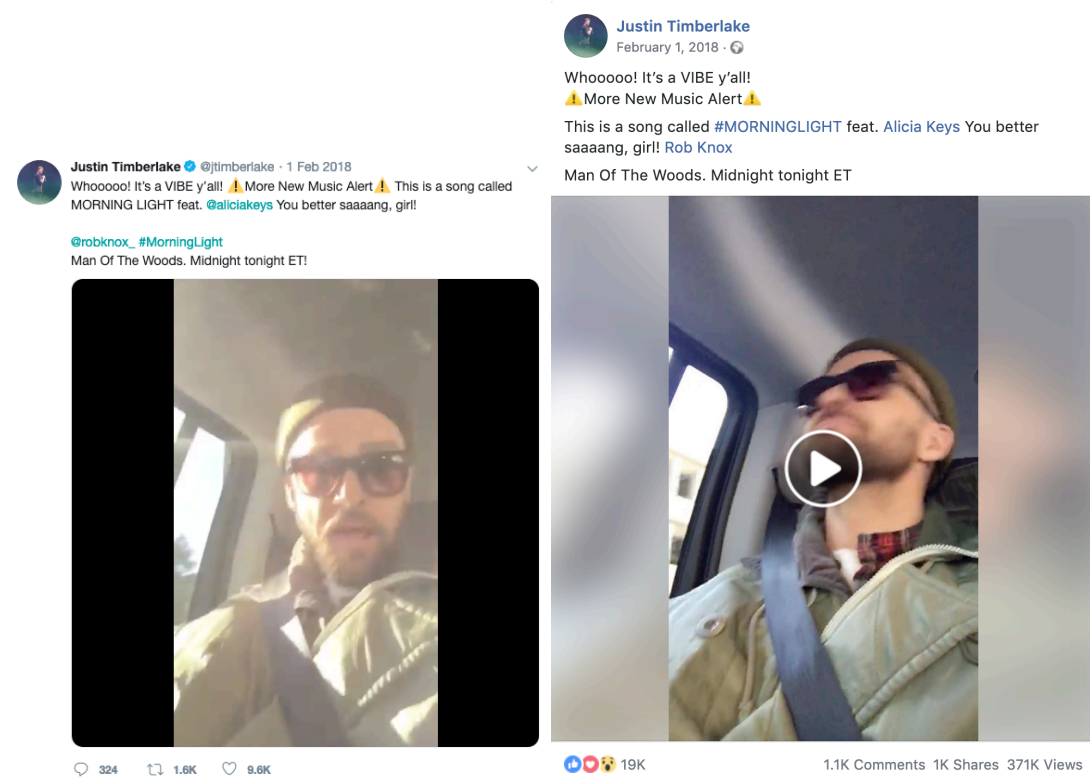 Justin Timberlake @jtimberlake · 1 Feb 2018
Whooooo! It's a VIBE y'all! ⚠️More New Music Alert⚠️ This is a song called
MORNING LIGHT feat. @aliciakeys You better saaaang, girl!
@robknox_ #MorningLight
Man Of The Woods. Midnight tonight ET!
324 1.6K 9.6K
Justin Timberlake
February 1, 2018 ·
Whooooo! It's a VIBE y'all!
⚠️More New Music Alert⚠️
This is a song called #MORNINGLIGHT feat. Alicia Keys You better
saaaang, girl! Rob Knox
Man Of The Woods. Midnight tonight ET
19K 1.1K Comments 1K Shares 371K Views